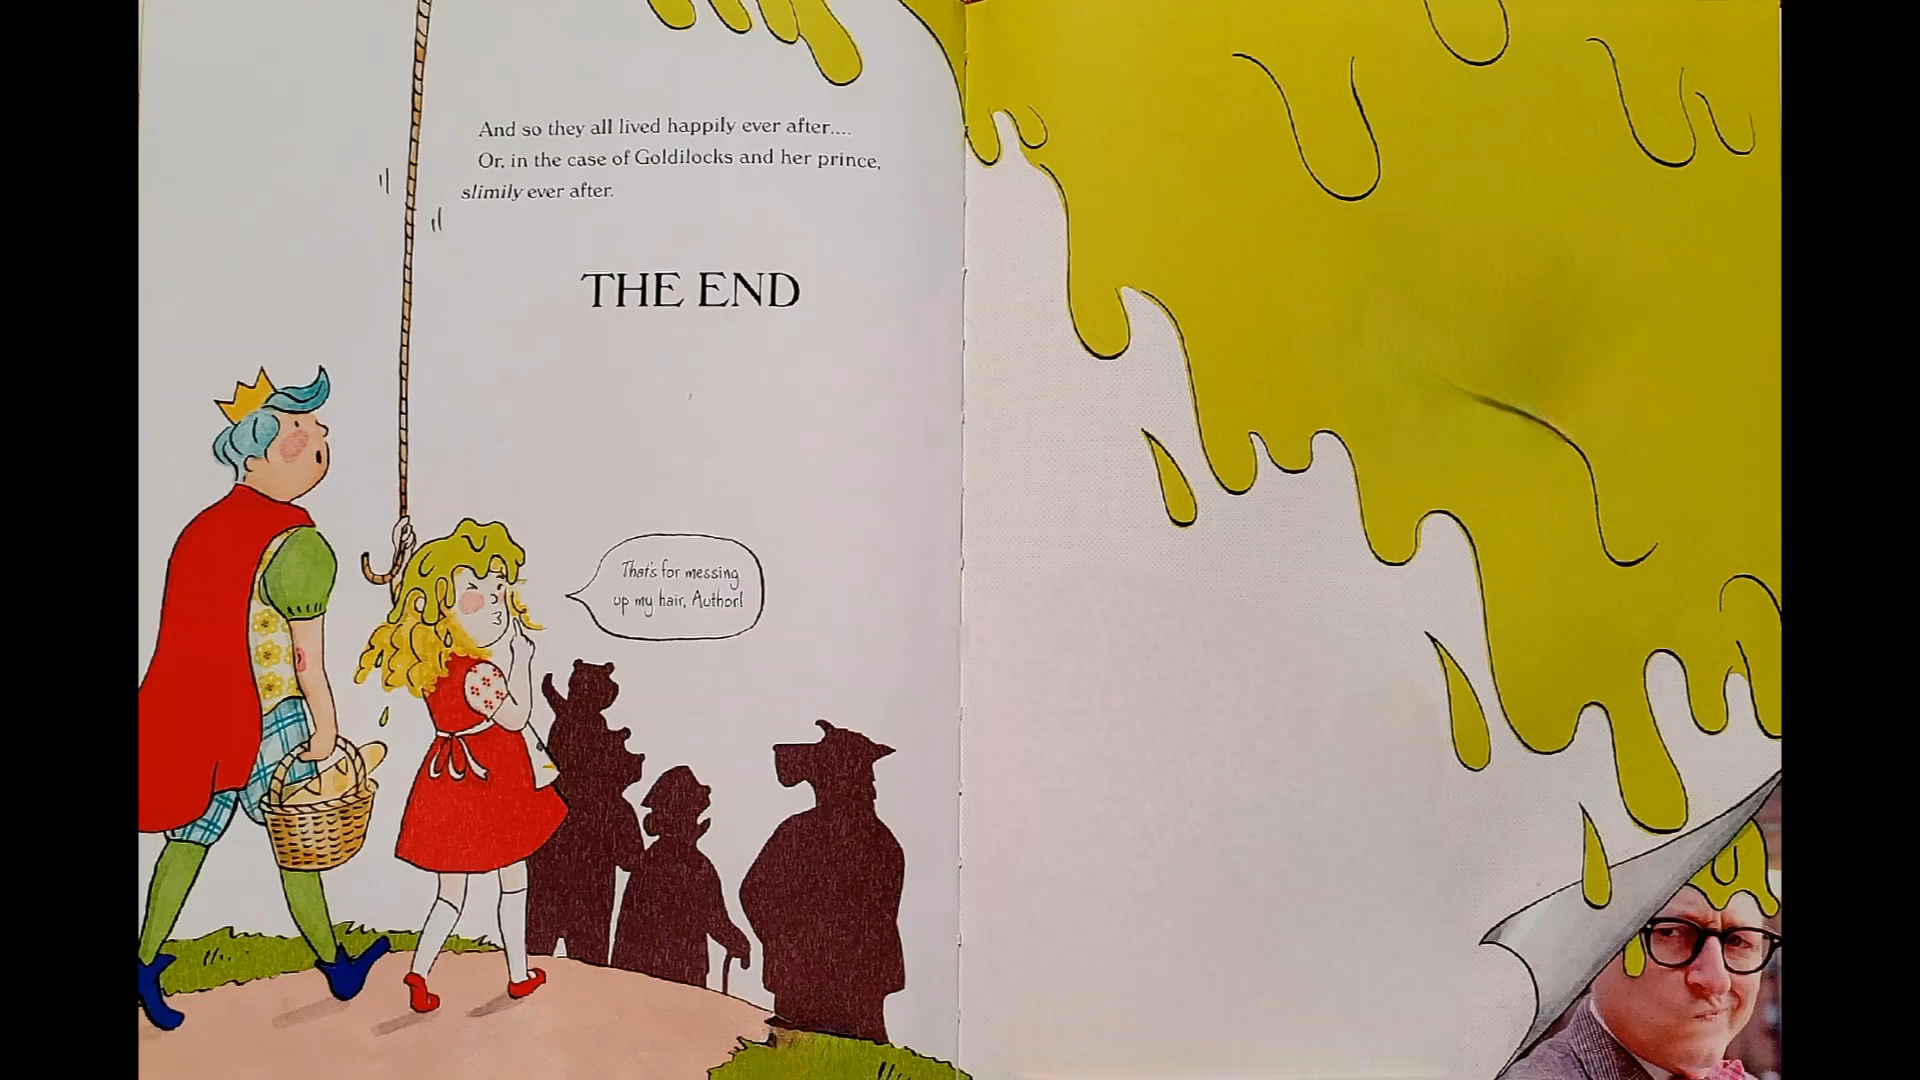 And so they all lived happily ever after....
Or, in the case of Goldilocks and her prince,
slimily ever after.
THE END
That's for messing
up my hair, Author!